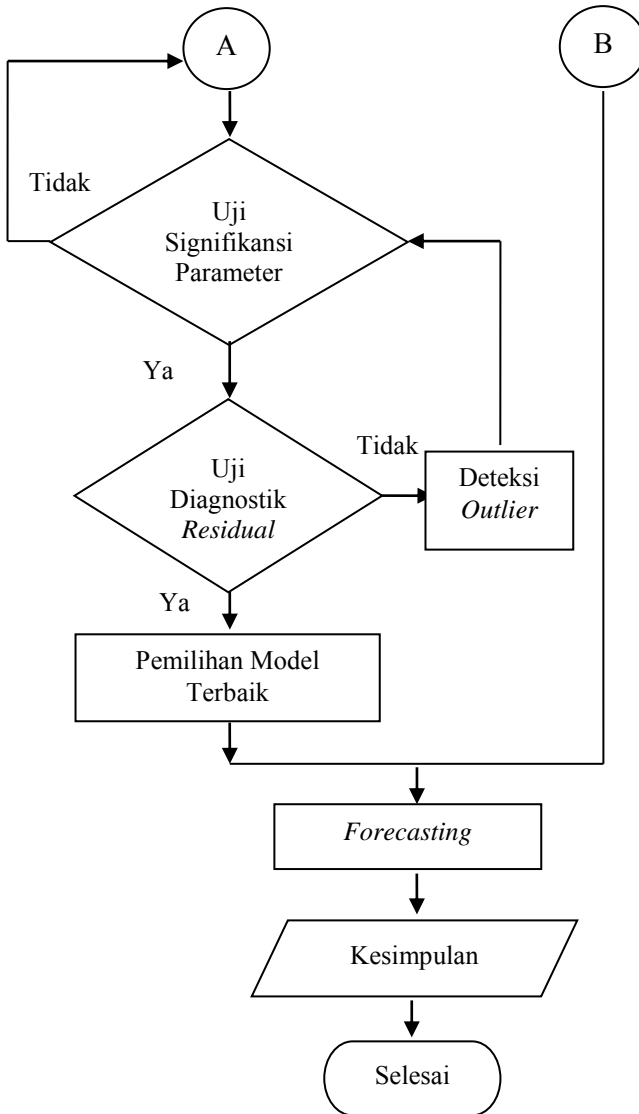 A
B
Tidak
Uji
Signifikansi
Parameter
Ya
Uji
Diagnostik
Residual
Tidak
Deteksi
Outlier
Ya
Pemilihan Model
Terbaik
Forecasting
Kesimpulan
Selesai